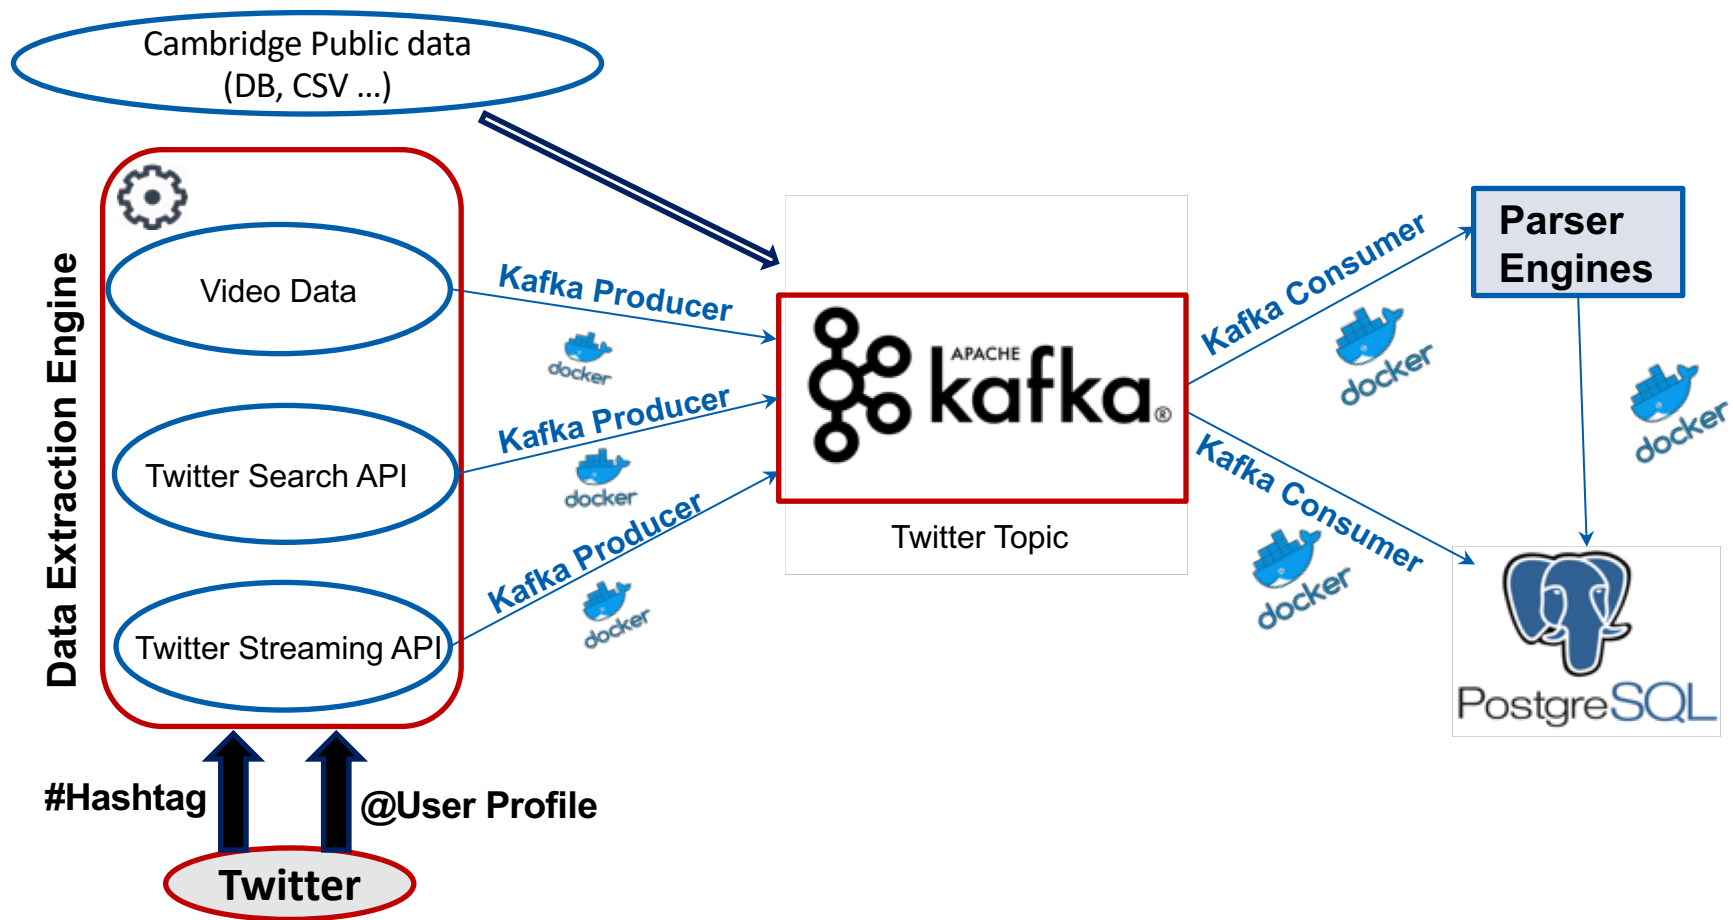 Cambridge Public data
(DB, CSV ...)
Data Extraction Engine
Video Data
Twitter Search API
Twitter Streaming API
Kafka Producer
docker
Kafka Producer
docker
Kafka Producer
docker
APACHE
kafka®
Twitter Topic
Kafka Consumer
docker
Kafka Consumer
docker
Parser
Engines
docker
PostgreSQL
#Hashtag
@User Profile
Twitter